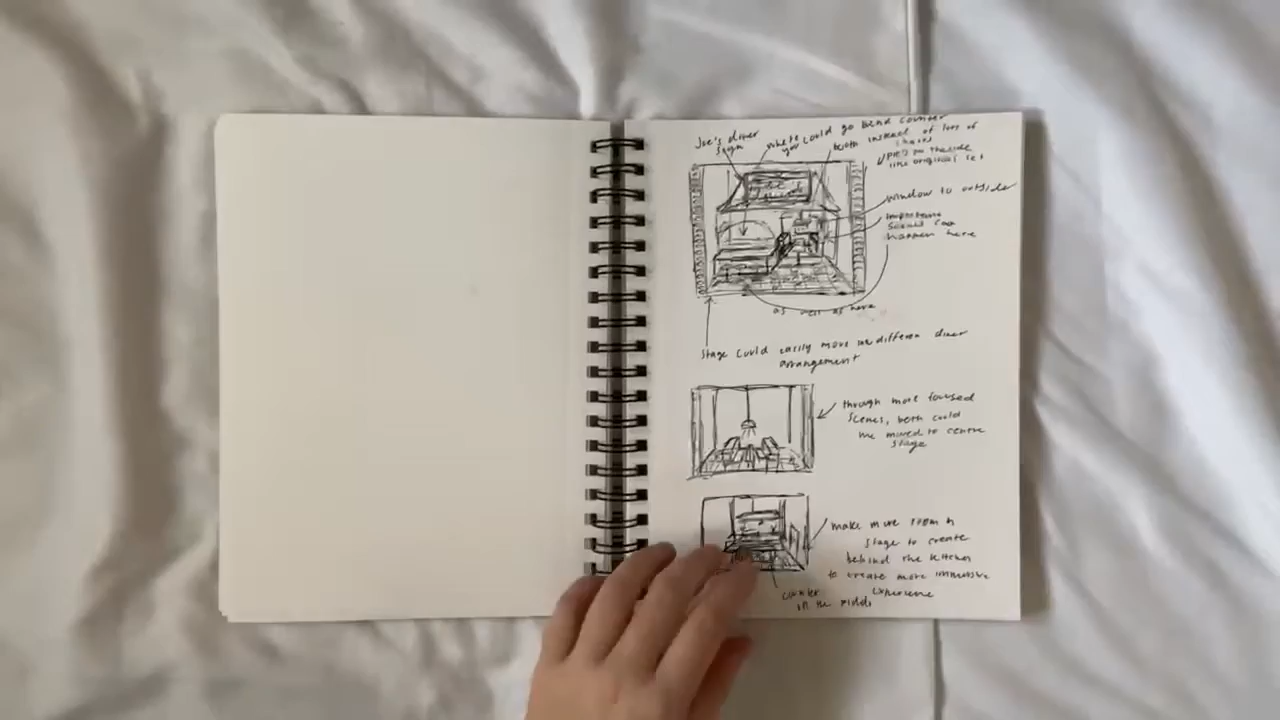 Joe's diner
sign
where you could go behind counter
booth instead of lots of
chairs
on the side
like original set
window to outside
important
scenes can
happen here
as well as here
Stage could easily move in different diner
arrangement
through more focused
scenes, both could
be moved to centre
stage
make more room in
stage to create
behind the kitchen
to create more immersive
experience
counter
in the middle